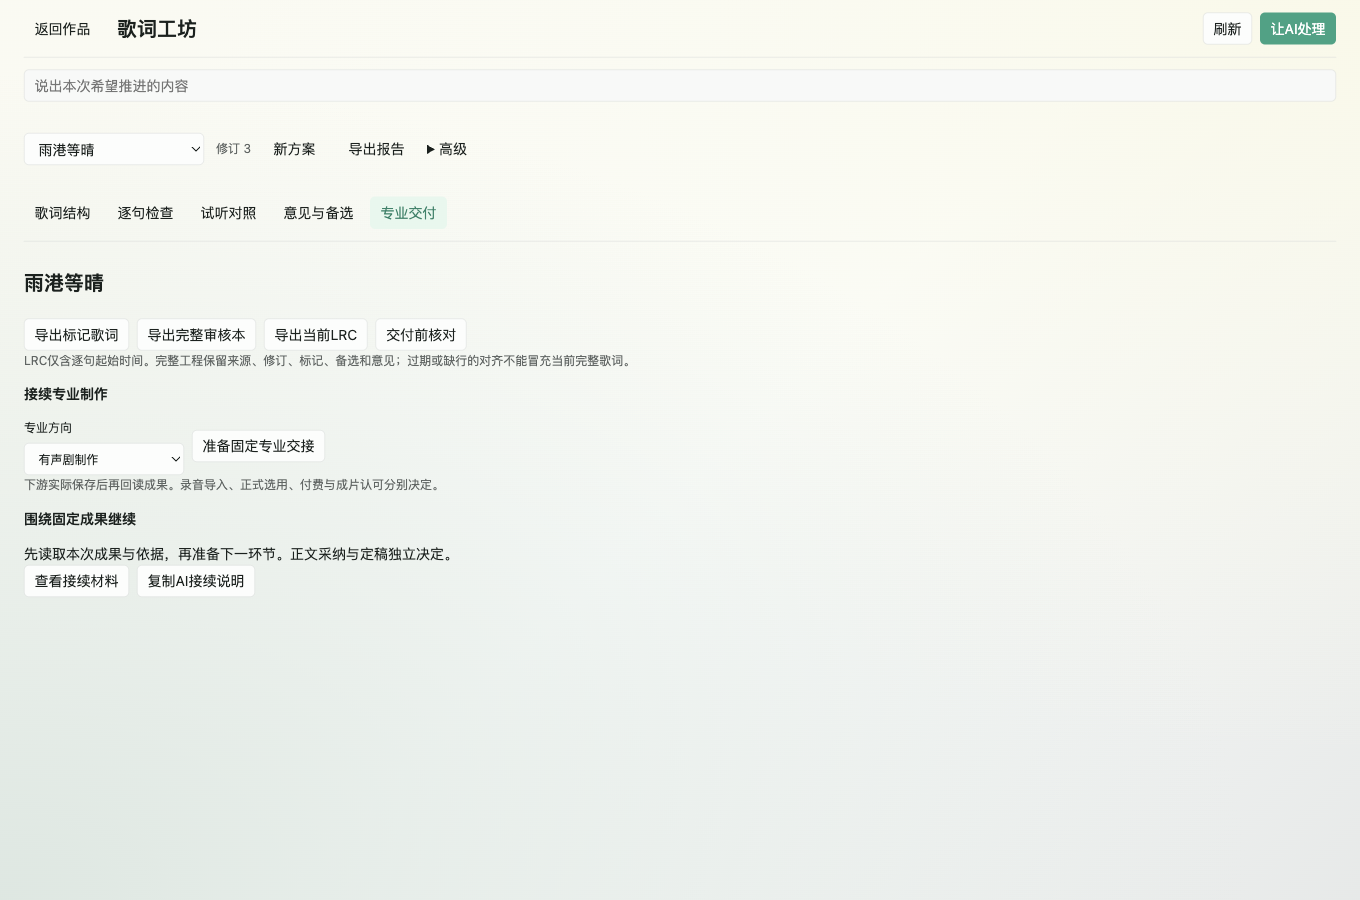 返回作品
歌词工坊
刷新
让AI处理
说出本次希望推进的内容
雨港等晴
修订 3
新方案
导出报告
▶ 高级
歌词结构
逐句检查
试听对照
意见与备选
专业交付
雨港等晴
导出标记歌词
导出完整审核本
导出当前LRC
交付前核对
LRC仅含逐句起始时间。完整工程保留来源、修订、标记、备选和意见；过期或缺行的对齐不能冒充当前完整歌词。
接续专业制作
专业方向
有声剧制作
准备固定专业交接
下游实际保存后再回读成果。录音导入、正式选用、付费与成片认可分别决定。
围绕固定成果继续
先读取本次成果与依据，再准备下一环节。正文采纳与定稿独立决定。
查看接续材料
复制AI接续说明